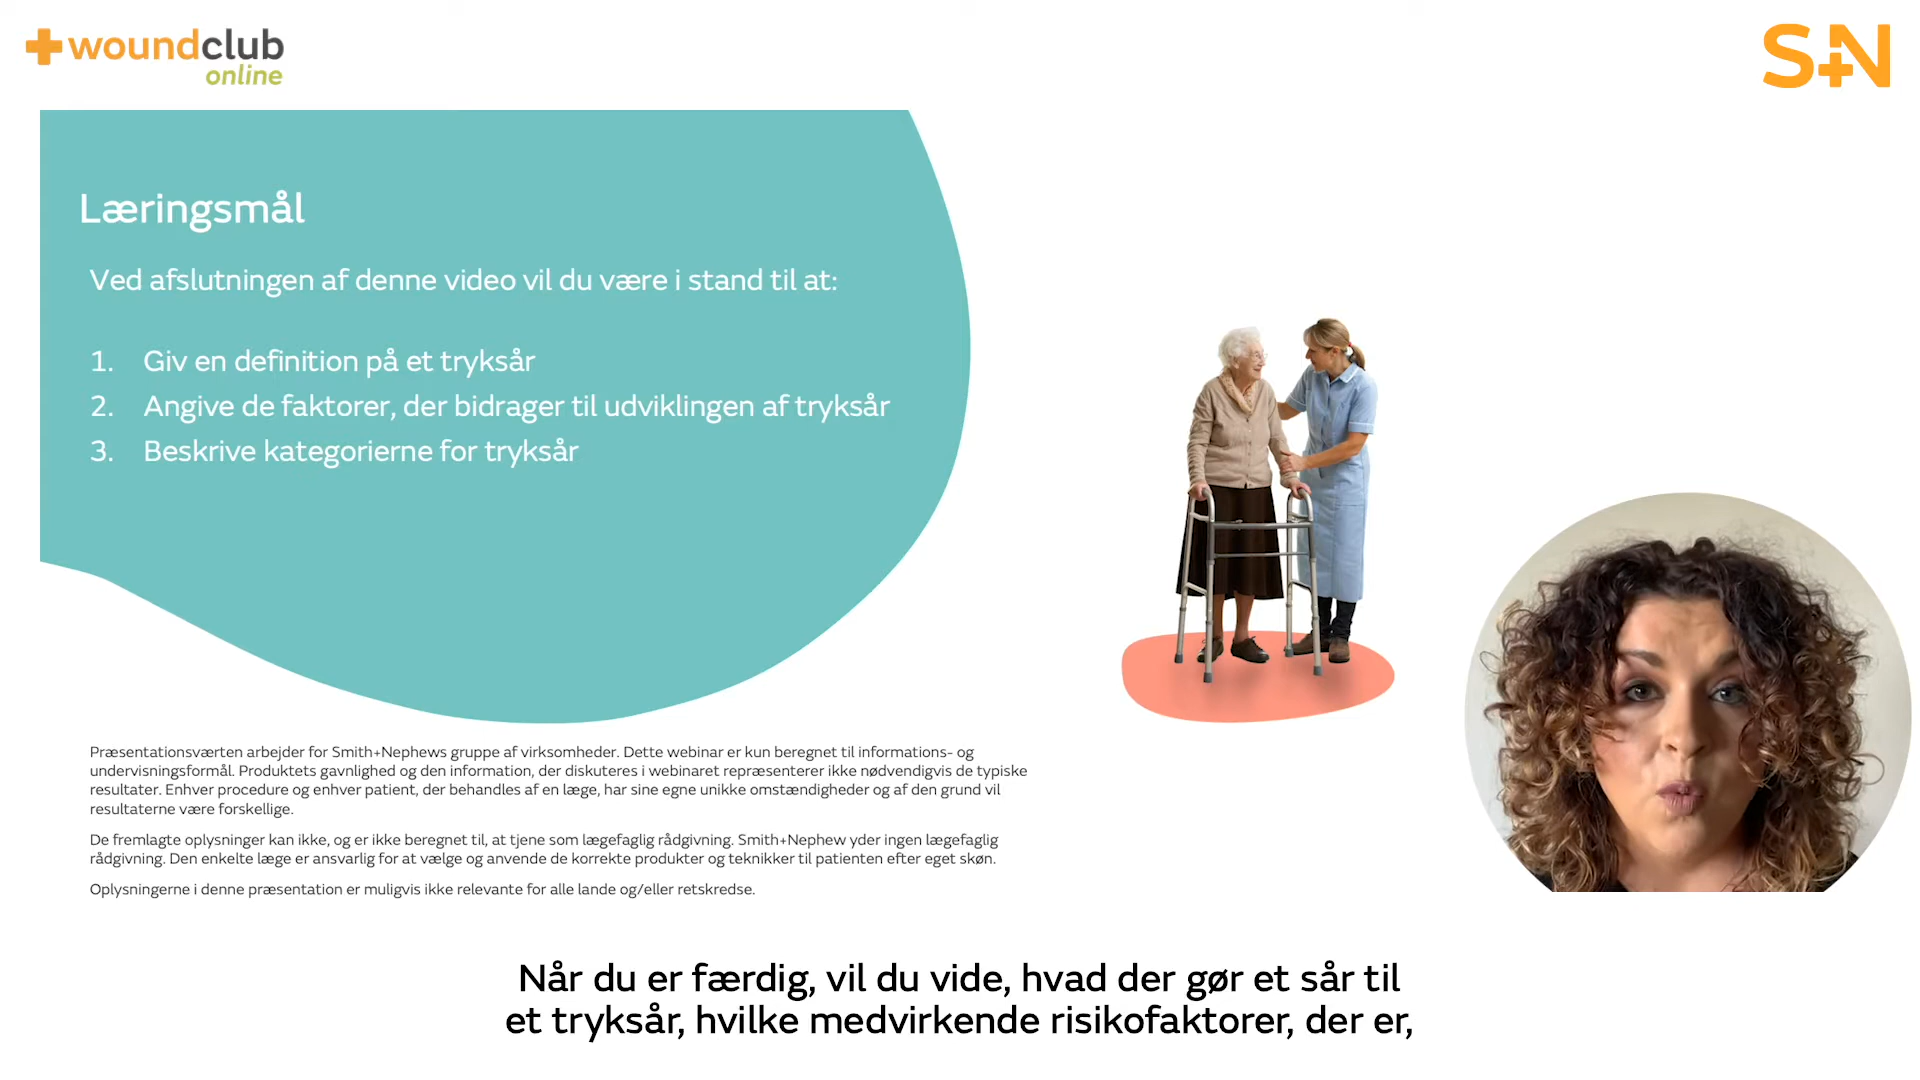 woundclub
online
S+N
Læringsmål
Ved afslutningen af denne video vil du være i stand til at:
1. Giv en definition på et tryksår
2. Angive de faktorer, der bidrager til udviklingen af tryksår
3. Beskrive kategorierne for tryksår
Præsentationsværten arbejder for Smith+Nephews gruppe af virksomheder. Dette webinar er kun beregnet til informations- og
undervisningsformål. Produktets gavnlighed og den information, der diskuteres i webinaret repræsenterer ikke nødvendigvis de typiske
resultater. Enhver procedure og enhver patient, der behandles af en læge, har sine egne unikke omstændigheder og af den grund vil
resultaterne være forskellige.
De fremlagte oplysninger kan ikke, og er ikke beregnet til, at tjene som lægefaglig rådgivning. Smith+Nephew yder ingen lægefaglig
rådgivning. Den enkelte læge er ansvarlig for at vælge og anvende de korrekte produkter og teknikker til patienten efter eget skøn.
Oplysningerne i denne præsentation er muligvis ikke relevante for alle lande og/eller retskredse.
Når du er færdig, vil du vide, hvad der gør et sår til
et tryksår, hvilke medvirkende risikofaktorer, der er,